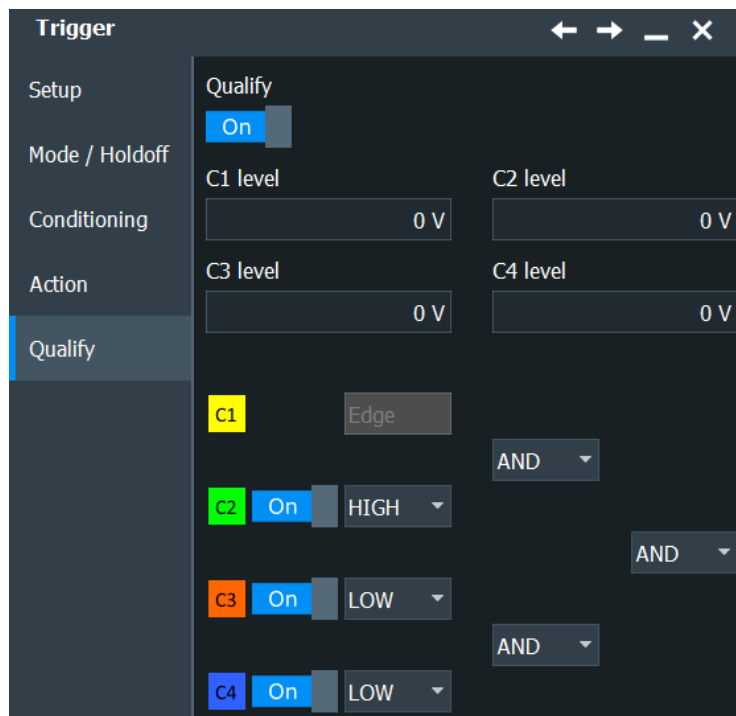 Trigger
Setup
Mode / Holdoff
Conditioning
Action
Qualify
Qualify
On
C1 level
C2 level
0 V
0 V
C3 level
C4 level
0 V
0 V
C1
Edge
AND
C2
On
HIGH
AND
C3
On
LOW
AND
C4
On
LOW